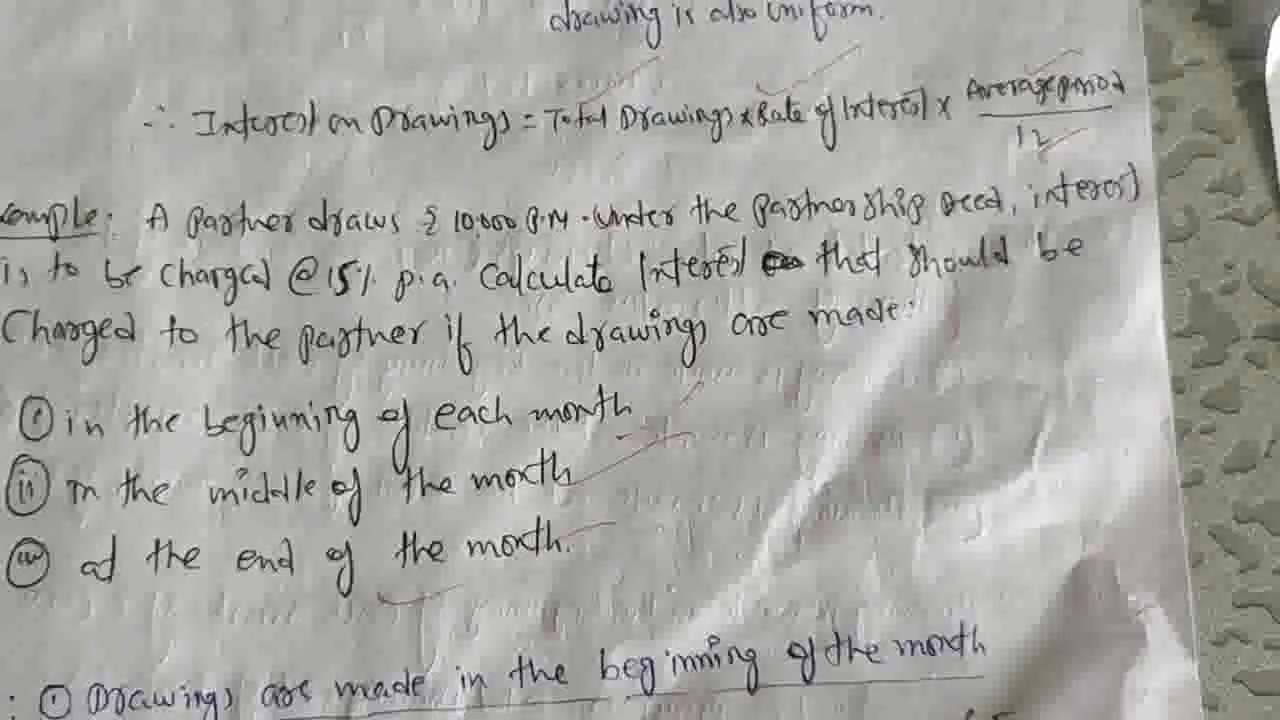 drawing is also uniform.
∴ Interest on Drawings = Total Drawings × Rate of Interest × Average period / 12
Example: A partner draws ₹ 10,000 P.M. Under the partnership deed, interest
is to be charged @ 15% p.a. Calculate Interest that should be
Charged to the partner if the drawings are made:
(i) in the beginning of each month
(ii) in the middle of the month
(iii) at the end of the month.
: (i) Drawings are made in the beginning of the month